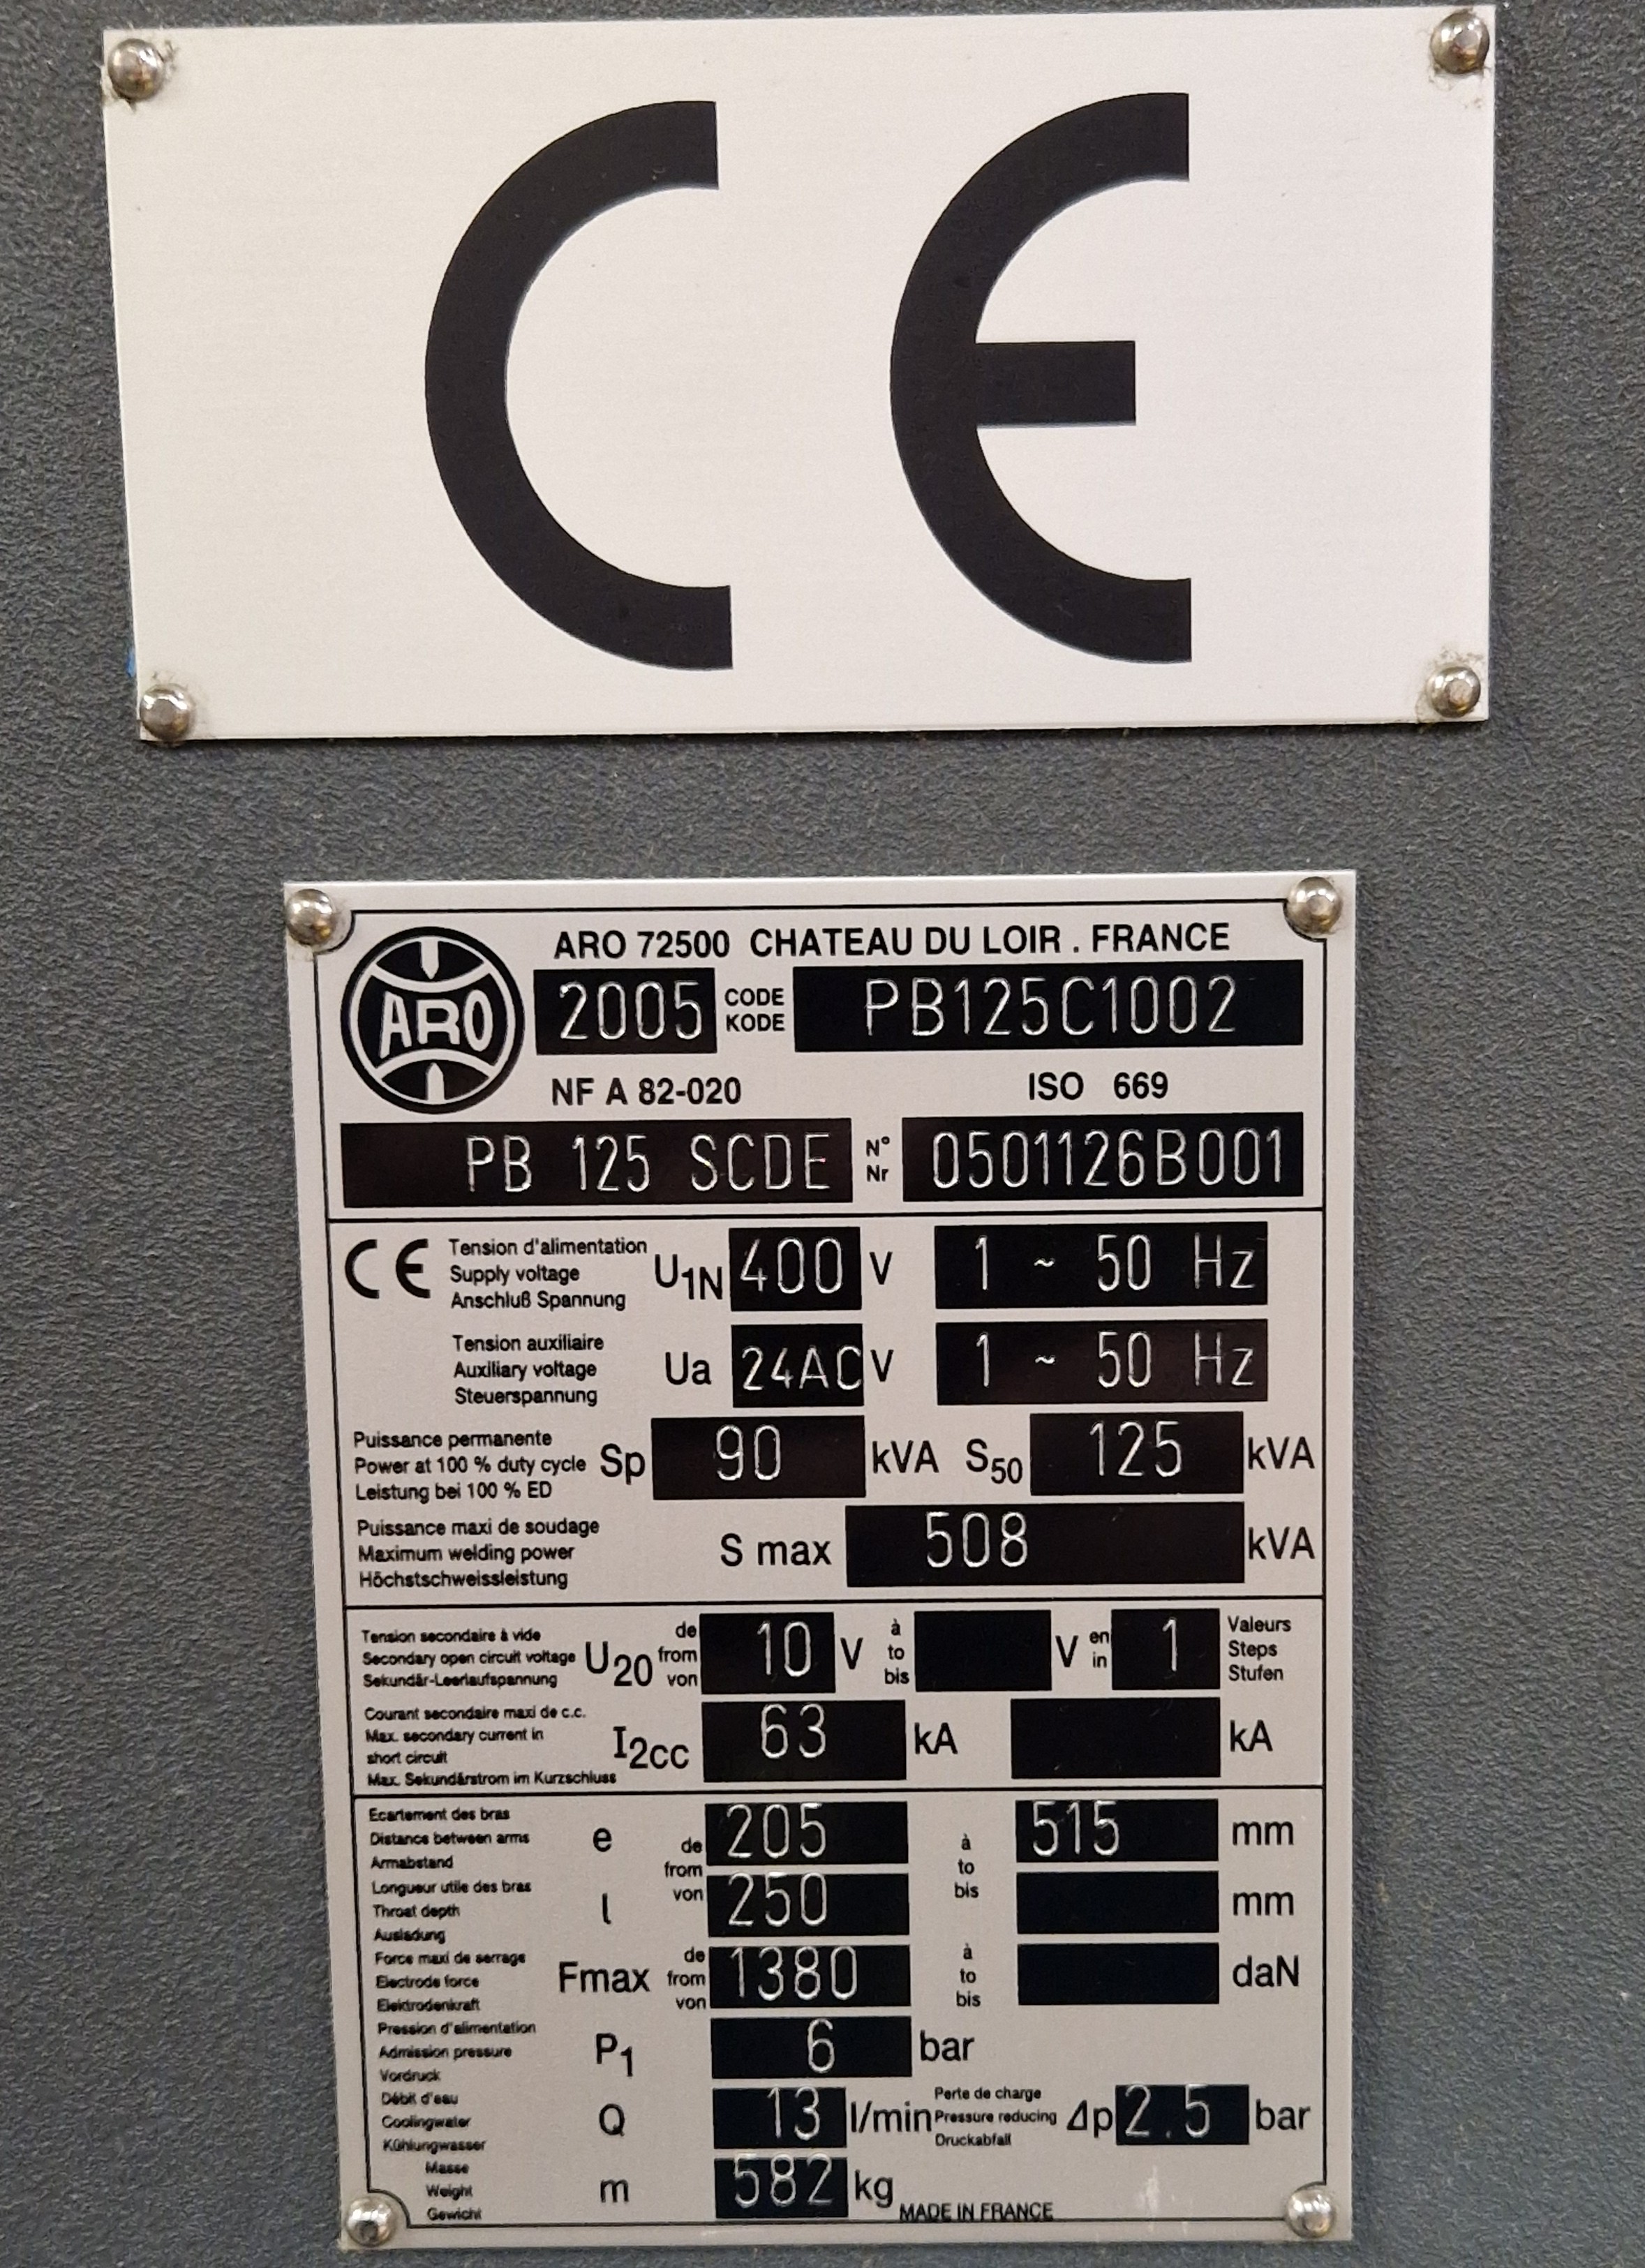 CE
ARO 72500 CHATEAU DU LOIR . FRANCE
ARO 2005 CODE KODE PB125C1002
NF A 82-020 ISO 669
PB 125 SCDE N° Nr 0501126B001
CE Tension d'alimentation
Supply voltage U1N 400 V 1 ~ 50 Hz
Anschluß Spannung
Tension auxiliaire
Auxiliary voltage Ua 24AC V 1 ~ 50 Hz
Steuerspannung
Puissance permanente
Power at 100 % duty cycle Sp 90 kVA S50 125 kVA
Leistung bei 100 % ED
Puissance maxi de soudage
Maximum welding power S max 508 kVA
Höchstschweissleistung
Tension secondaire à vide de à en Valeurs
Secondary open circuit voltage U20 from 10 V to V in 1 Steps
Sekundär-Leerlaufspannung von bis Stufen
Courant secondaire maxi de c.c.
Max. secondary current in
short circuit I2cc 63 kA kA
Max. Sekundärstrom im Kurzschluss
Ecartement des bras
Distance between arms e de 205 à 515 mm
Armabstand from to
Longueur utile des bras von bis
Throat depth l 250 mm
Ausladung
Force maxi de serrage de à
Electrode force Fmax from 1380 to daN
Elektrodenkraft von bis
Pression d'alimentation
Admission pressure P1 6 bar
Vordruck
Débit d'eau Perte de charge
Coolingwater Q 13 l/min Pressure reducing Δp 2.5 bar
Kühlungwasser Druckabfall
Masse
Weight m 582 kg
Gewicht MADE IN FRANCE